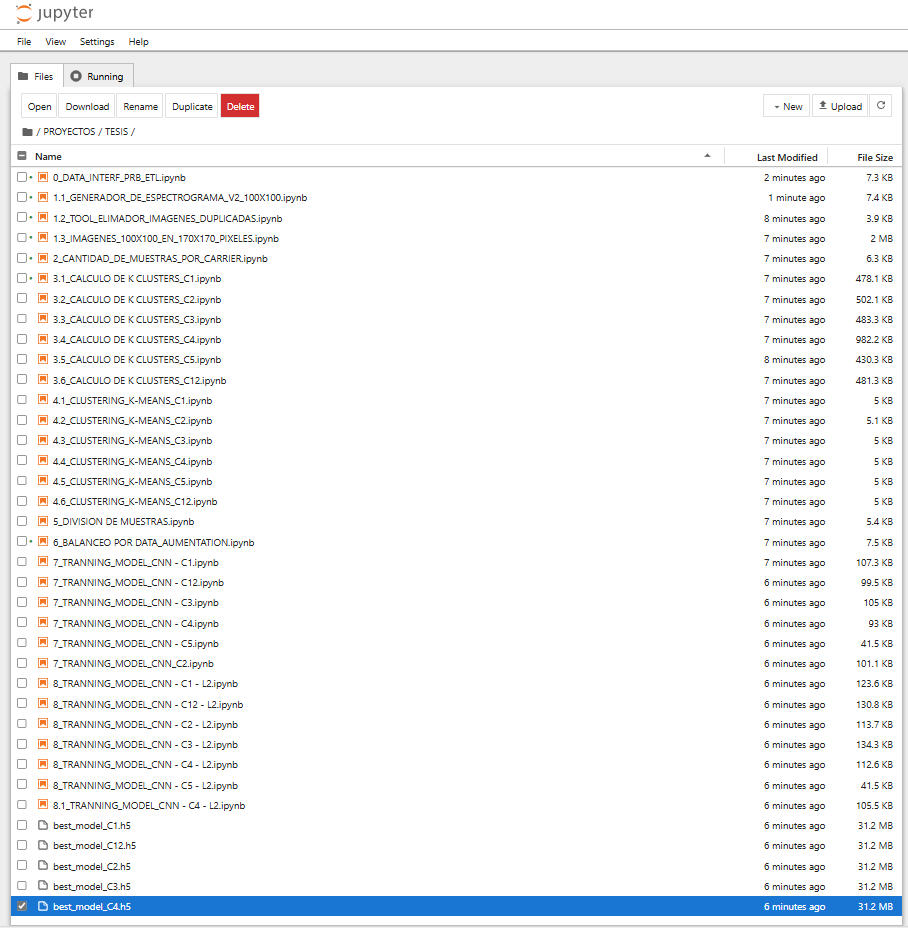 jupyter
File View Settings Help
Files Running
Open Download Rename Duplicate Delete New Upload
/ PROYECTOS / TESIS /
Name Last Modified File Size
0_DATA_INTERF_PRB_ETL.ipynb 2 minutes ago 7.3 KB
1.1_GENERADOR_DE_ESPECTROGRAMA_V2_100X100.ipynb 1 minute ago 7.4 KB
1.2_TOOL_ELIMADOR_IMAGENES_DUPLICADAS.ipynb 8 minutes ago 3.9 KB
1.3_IMAGENES_100X100_EN_170X170_PIXELES.ipynb 7 minutes ago 2 MB
2_CANTIDAD_DE_MUESTRAS_POR_CARRIER.ipynb 7 minutes ago 6.3 KB
3.1_CALCULO DE K CLUSTERS_C1.ipynb 7 minutes ago 478.1 KB
3.2_CALCULO DE K CLUSTERS_C2.ipynb 7 minutes ago 502.1 KB
3.3_CALCULO DE K CLUSTERS_C3.ipynb 7 minutes ago 483.3 KB
3.4_CALCULO DE K CLUSTERS_C4.ipynb 7 minutes ago 982.2 KB
3.5_CALCULO DE K CLUSTERS_C5.ipynb 8 minutes ago 430.3 KB
3.6_CALCULO DE K CLUSTERS_C12.ipynb 7 minutes ago 481.3 KB
4.1_CLUSTERING_K-MEANS_C1.ipynb 7 minutes ago 5 KB
4.2_CLUSTERING_K-MEANS_C2.ipynb 7 minutes ago 5.1 KB
4.3_CLUSTERING_K-MEANS_C3.ipynb 7 minutes ago 5 KB
4.4_CLUSTERING_K-MEANS_C4.ipynb 7 minutes ago 5 KB
4.5_CLUSTERING_K-MEANS_C5.ipynb 7 minutes ago 5 KB
4.6_CLUSTERING_K-MEANS_C12.ipynb 7 minutes ago 5 KB
5_DIVISION DE MUESTRAS.ipynb 7 minutes ago 5.4 KB
6_BALANCEO POR DATA_AUMENTATION.ipynb 7 minutes ago 7.5 KB
7_TRANNING_MODEL_CNN - C1.ipynb 7 minutes ago 107.3 KB
7_TRANNING_MODEL_CNN - C12.ipynb 6 minutes ago 99.5 KB
7_TRANNING_MODEL_CNN - C3.ipynb 6 minutes ago 105 KB
7_TRANNING_MODEL_CNN - C4.ipynb 6 minutes ago 93 KB
7_TRANNING_MODEL_CNN - C5.ipynb 6 minutes ago 41.5 KB
7_TRANNING_MODEL_CNN_C2.ipynb 6 minutes ago 101.1 KB
8_TRANNING_MODEL_CNN - C1 - L2.ipynb 6 minutes ago 123.6 KB
8_TRANNING_MODEL_CNN - C12 - L2.ipynb 6 minutes ago 130.8 KB
8_TRANNING_MODEL_CNN - C2 - L2.ipynb 6 minutes ago 113.7 KB
8_TRANNING_MODEL_CNN - C3 - L2.ipynb 6 minutes ago 134.3 KB
8_TRANNING_MODEL_CNN - C4 - L2.ipynb 6 minutes ago 112.6 KB
8_TRANNING_MODEL_CNN - C5 - L2.ipynb 6 minutes ago 41.5 KB
8.1_TRANNING_MODEL_CNN - C4 - L2.ipynb 6 minutes ago 105.5 KB
best_model_C1.h5 6 minutes ago 31.2 MB
best_model_C12.h5 6 minutes ago 31.2 MB
best_model_C2.h5 6 minutes ago 31.2 MB
best_model_C3.h5 6 minutes ago 31.2 MB
best_model_C4.h5 6 minutes ago 31.2 MB